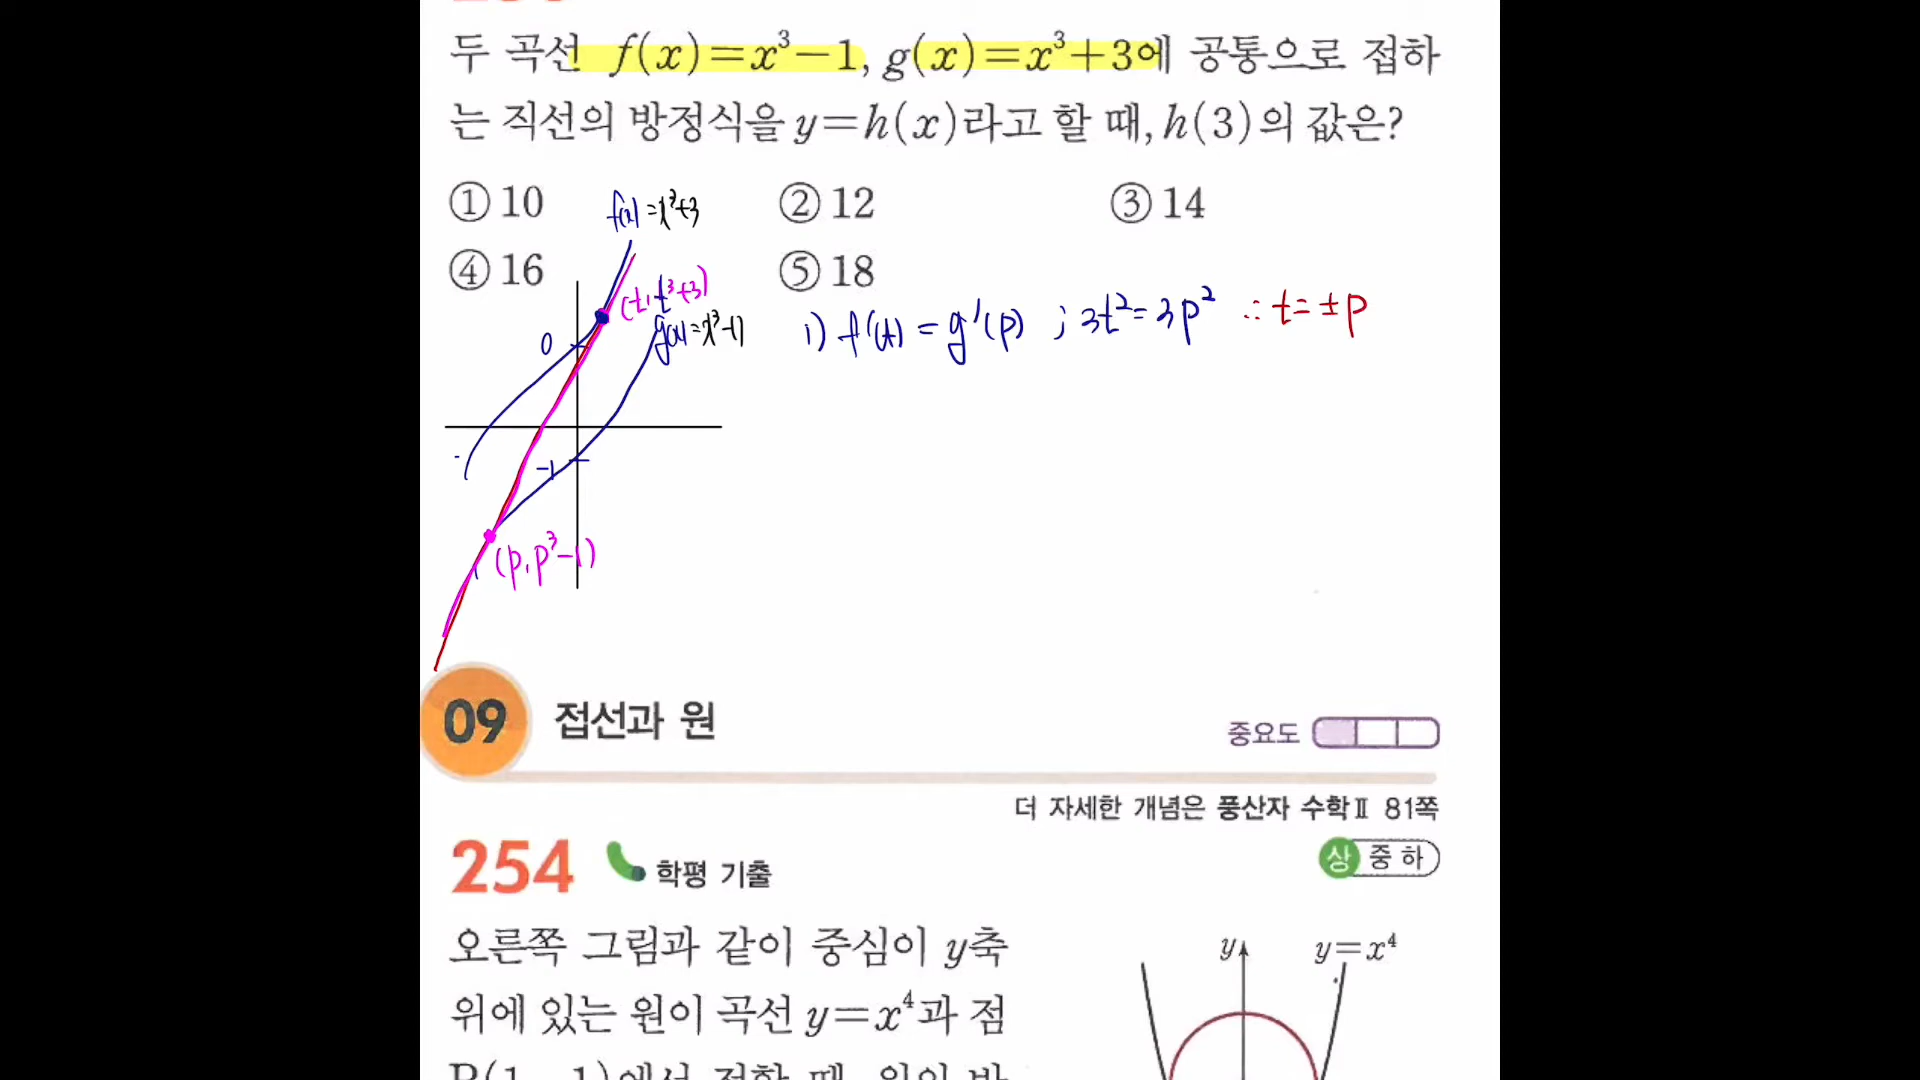 두 곡선 f(x)=x³-1, g(x)=x³+3에 공통으로 접하
는 직선의 방정식을 y=h(x)라고 할 때, h(3)의 값은?
① 10 ② 12 ③ 14
④ 16 ⑤ 18
f(x)=x³+3
(t, t³+3)
g(x)=x³-1
0
-1
(p, p³-1)
i) f'(t) = g'(p) ; 3t²=3p² ∴ t=±p
09 접선과 원
중요도
더 자세한 개념은 풍산자 수학Ⅱ 81쪽
254 학평 기출
상 중 하
오른쪽 그림과 같이 중심이 y축
위에 있는 원이 곡선 y=x⁴과 점
y
y=x⁴